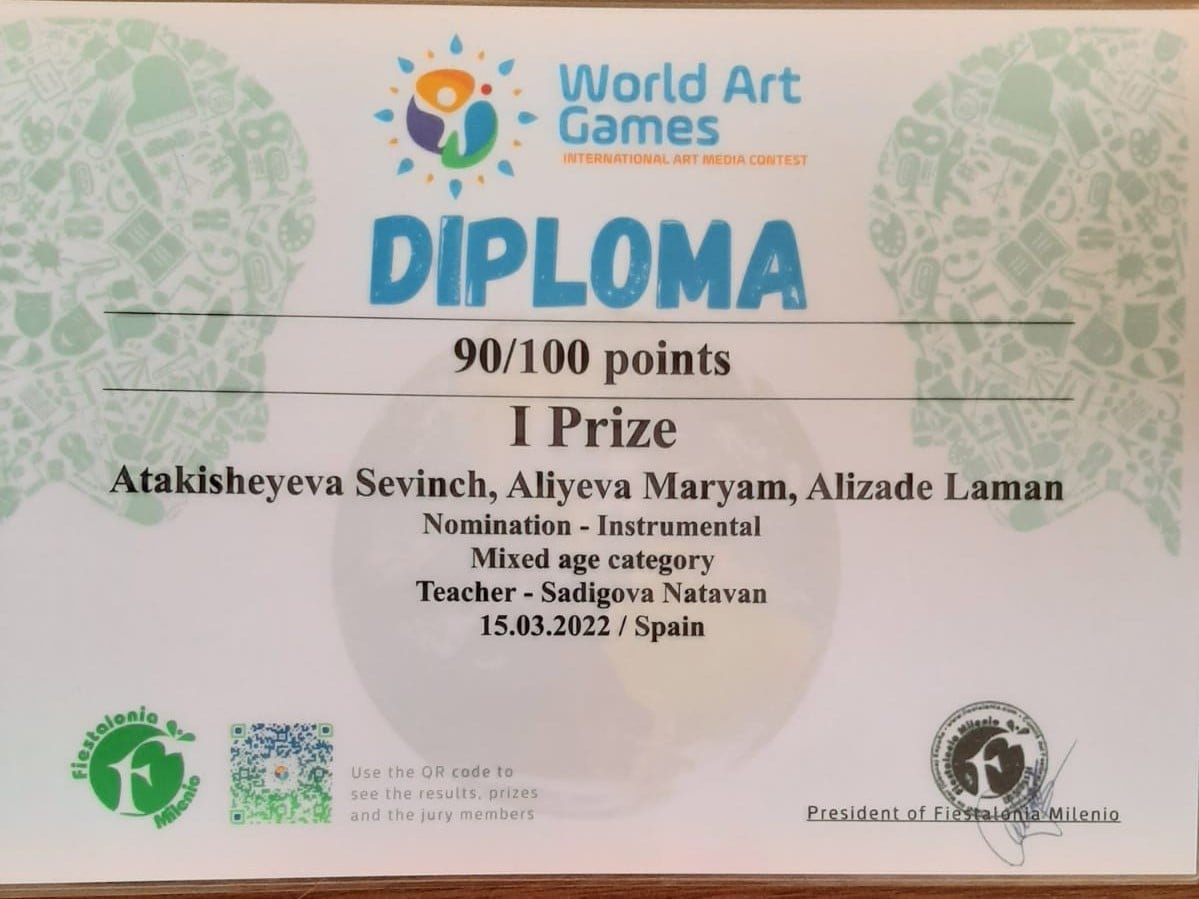 World Art
Games
INTERNATIONAL ART MEDIA CONTEST
DIPLOMA
90/100 points
I Prize
Atakisheyeva Sevinch, Aliyeva Maryam, Alizade Laman
Nomination - Instrumental
Mixed age category
Teacher - Sadigova Natavan
15.03.2022 / Spain
Fiestalonia
Milenio
Use the QR code to
see the results, prizes
and the jury members
Fiestalonia Milenio
President of Fiestalonia Milenio